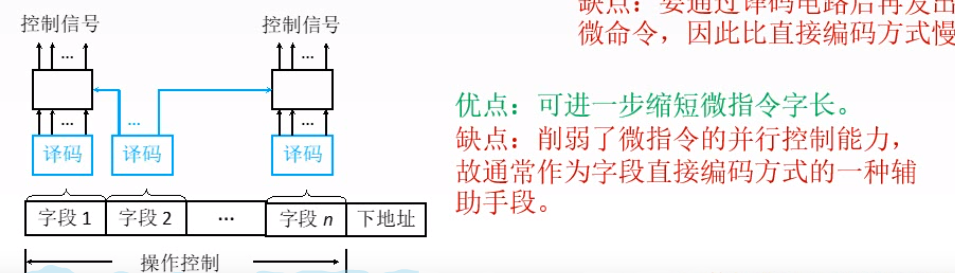 缺点：要通过译码电路后再发出
微命令，因此比直接编码方式慢
控制信号
控制信号
...
...
...
...
...
译码
译码
译码
优点：可进一步缩短微指令字长。
缺点：削弱了微指令的并行控制能力，
故通常作为字段直接编码方式的一种辅
助手段。
字段 1
字段 2
...
字段 n
下地址
操作控制